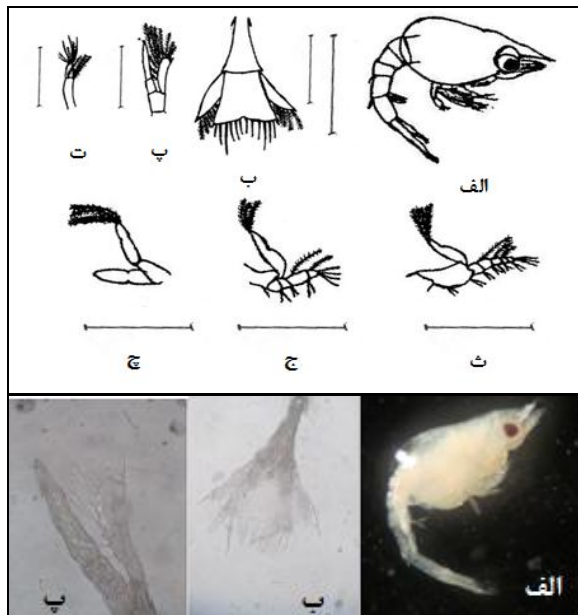 الف ب پ ت
ث ج چ
الف ب پ